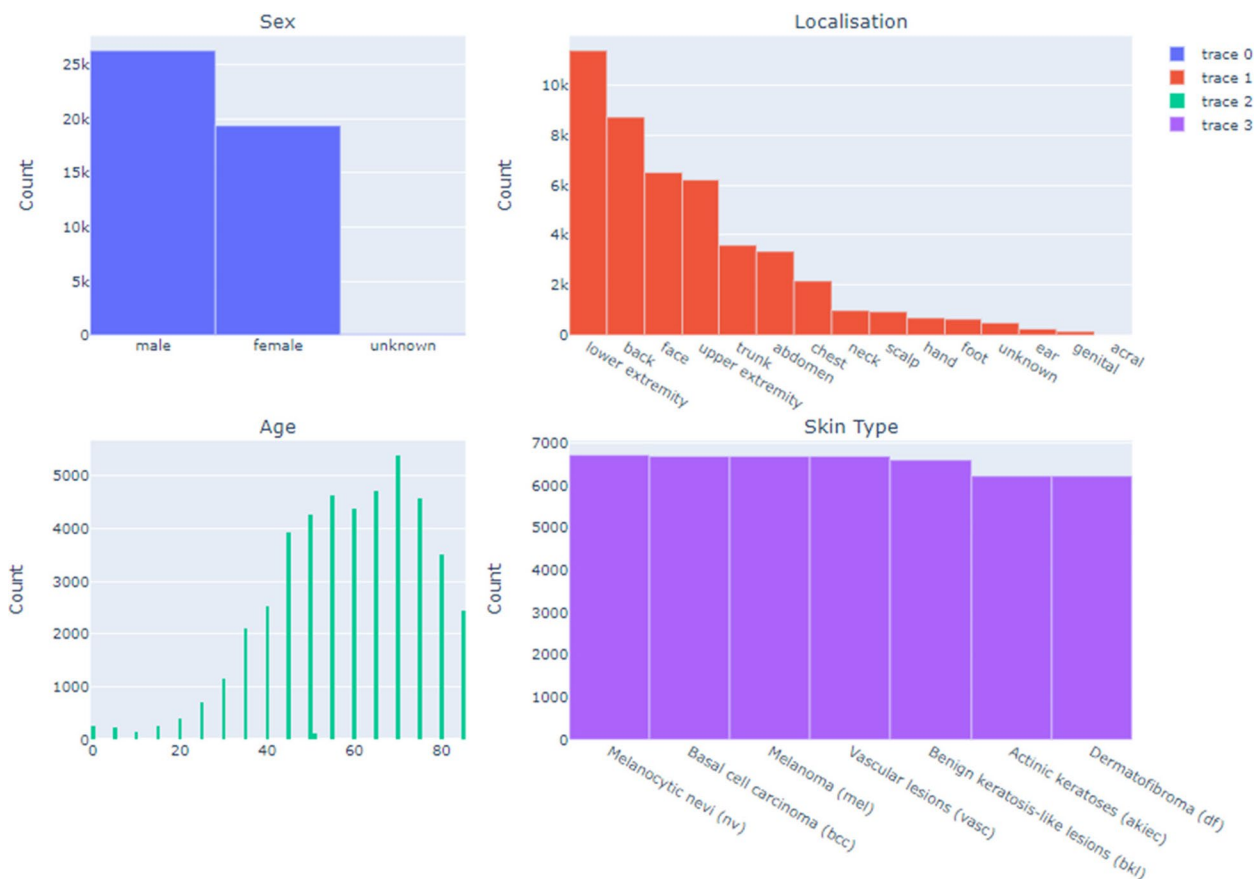 Sex
Count
25k
20k
15k
10k
5k
0
male female unknown
Localisation
Count
10k
8k
6k
4k
2k
0
lower extremity
back
face
upper extremity
trunk
abdomen
chest
neck
scalp
hand
foot
unknown
ear
genital
acral
trace 0
trace 1
trace 2
trace 3
Age
Count
5000
4000
3000
2000
1000
0
0 20 40 60 80
Skin Type
Count
7000
6000
5000
4000
3000
2000
1000
0
Melanocytic nevi (nv)
Basal cell carcinoma (bcc)
Melanoma (mel)
Vascular lesions (vasc)
Benign keratosis-like lesions (bkl)
Actinic keratoses (akiec)
Dermatofibroma (df)